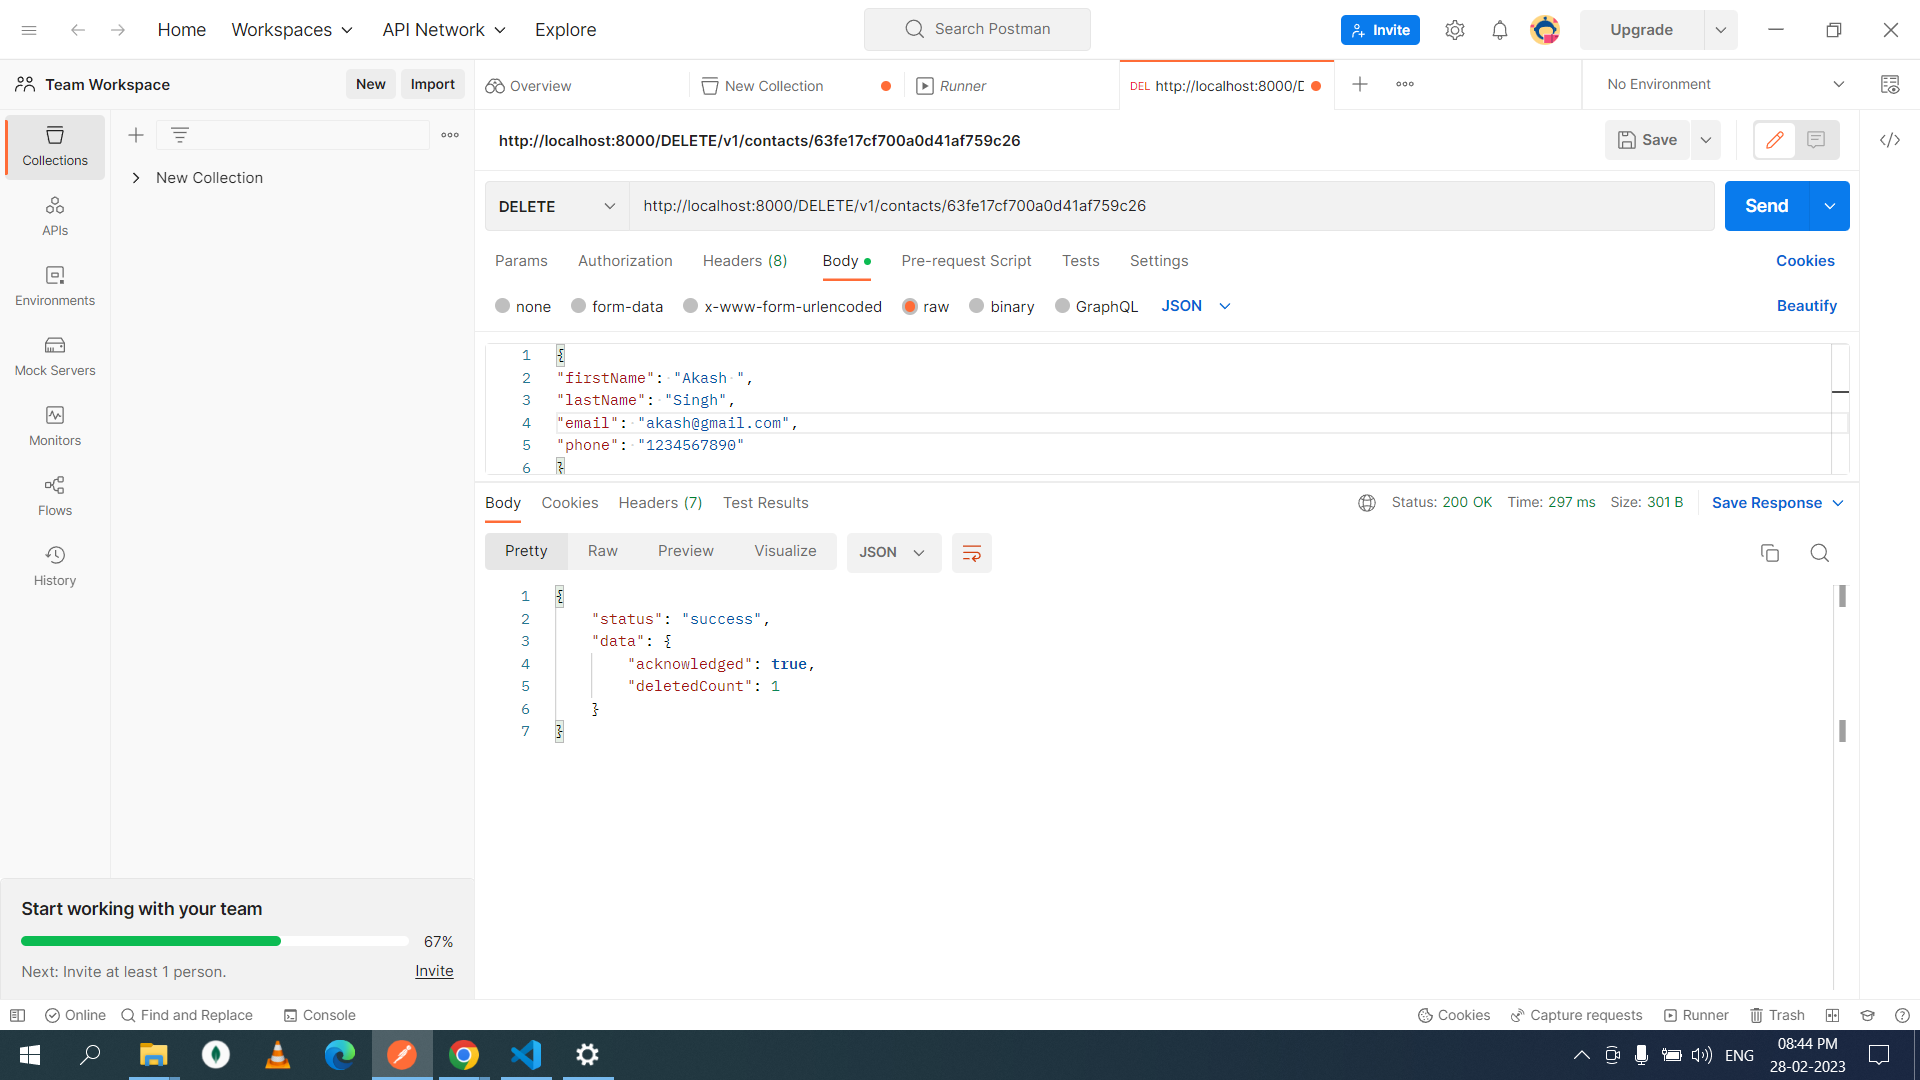 Home Workspaces API Network Explore Search Postman Invite Upgrade
Team Workspace New Import Overview New Collection Runner DEL http://localhost:8000/D No Environment
Collections
New Collection
APIs
Environments
Mock Servers
Monitors
Flows
History
http://localhost:8000/DELETE/v1/contacts/63fe17cf700a0d41af759c26 Save
DELETE http://localhost:8000/DELETE/v1/contacts/63fe17cf700a0d41af759c26 Send
Params Authorization Headers (8) Body Pre-request Script Tests Settings Cookies
none form-data x-www-form-urlencoded raw binary GraphQL JSON Beautify
1 {
2 "firstName": "Akash ",
3 "lastName": "Singh",
4 "email": "akash@gmail.com",
5 "phone": "1234567890"
6 }
Body Cookies Headers (7) Test Results Status: 200 OK Time: 297 ms Size: 301 B Save Response
Pretty Raw Preview Visualize JSON
1 {
2 "status": "success",
3 "data": {
4 "acknowledged": true,
5 "deletedCount": 1
6 }
7 }
Start working with your team
67%
Next: Invite at least 1 person. Invite
Online Find and Replace Console Cookies Capture requests Runner Trash
ENG 08:44 PM
28-02-2023